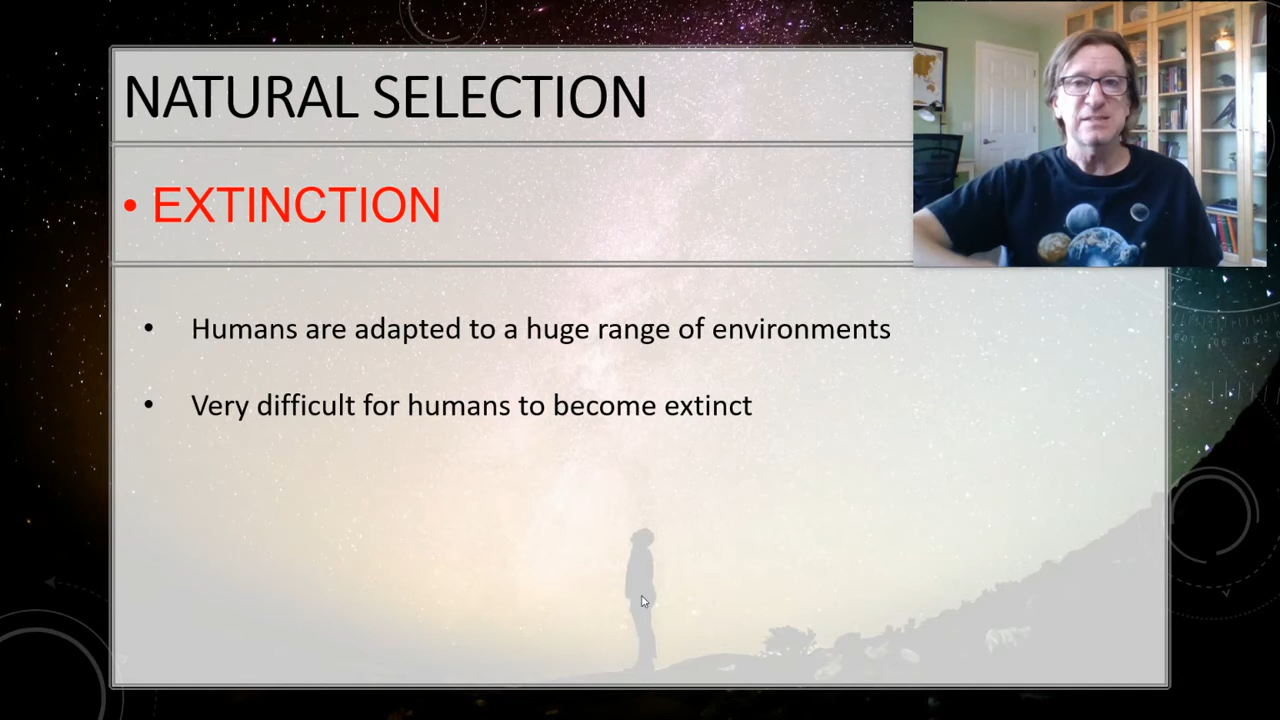 NATURAL SELECTION
• EXTINCTION
• Humans are adapted to a huge range of environments
• Very difficult for humans to become extinct